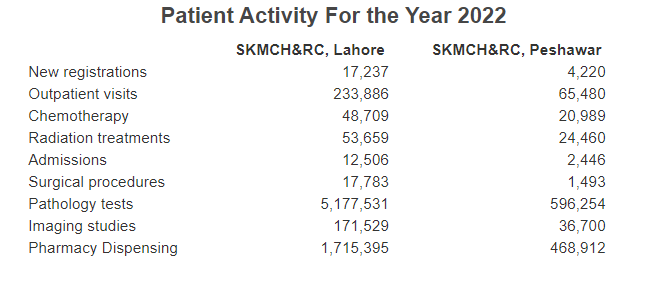 Patient Activity For the Year 2022
SKMCH&RC, Lahore SKMCH&RC, Peshawar
New registrations 17,237 4,220
Outpatient visits 233,886 65,480
Chemotherapy 48,709 20,989
Radiation treatments 53,659 24,460
Admissions 12,506 2,446
Surgical procedures 17,783 1,493
Pathology tests 5,177,531 596,254
Imaging studies 171,529 36,700
Pharmacy Dispensing 1,715,395 468,912